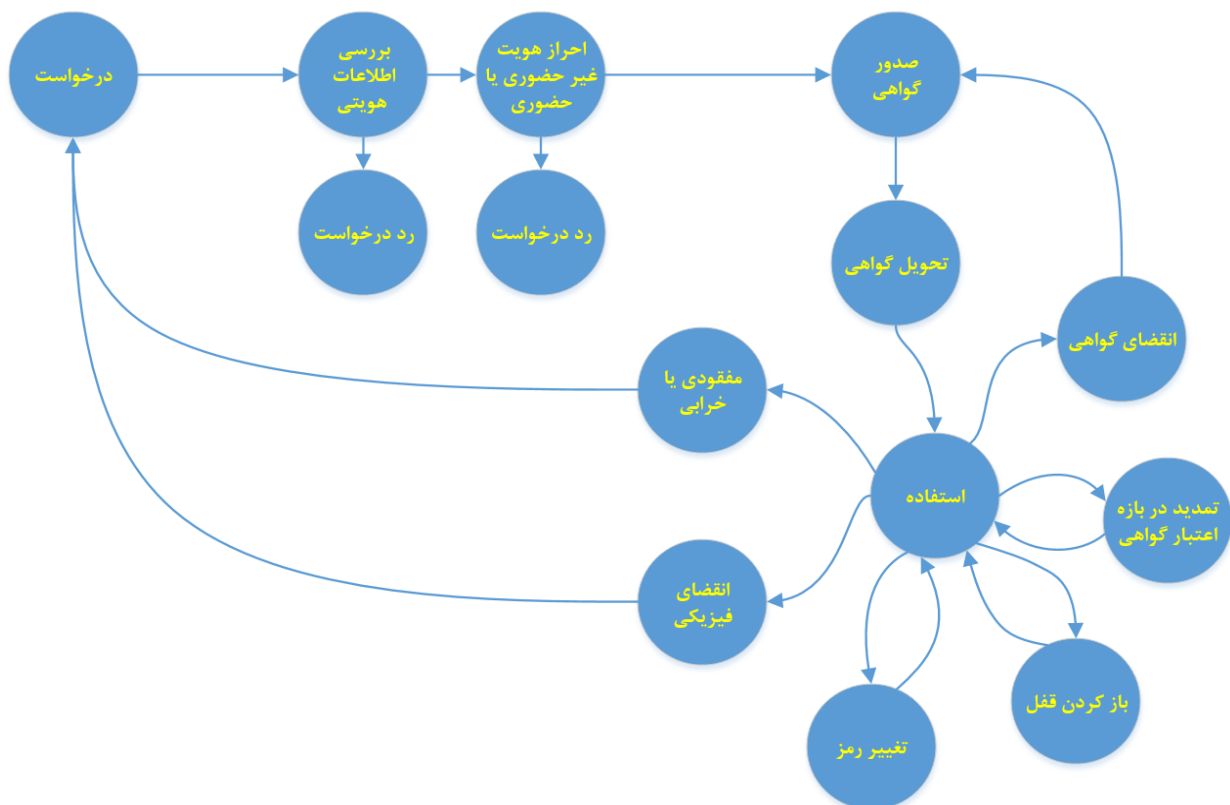 درخواست
بررسی
اطلاعات
هویتی
احراز هویت
غیر حضوری یا
حضوری
صدور
گواهی
رد درخواست
رد درخواست
تحویل گواهی
انقضای گواهی
مفقودی یا
خرابی
استفاده
تمدید در بازه
اعتبار گواهی
انقضای
فیزیکی
باز کردن قفل
تغییر رمز